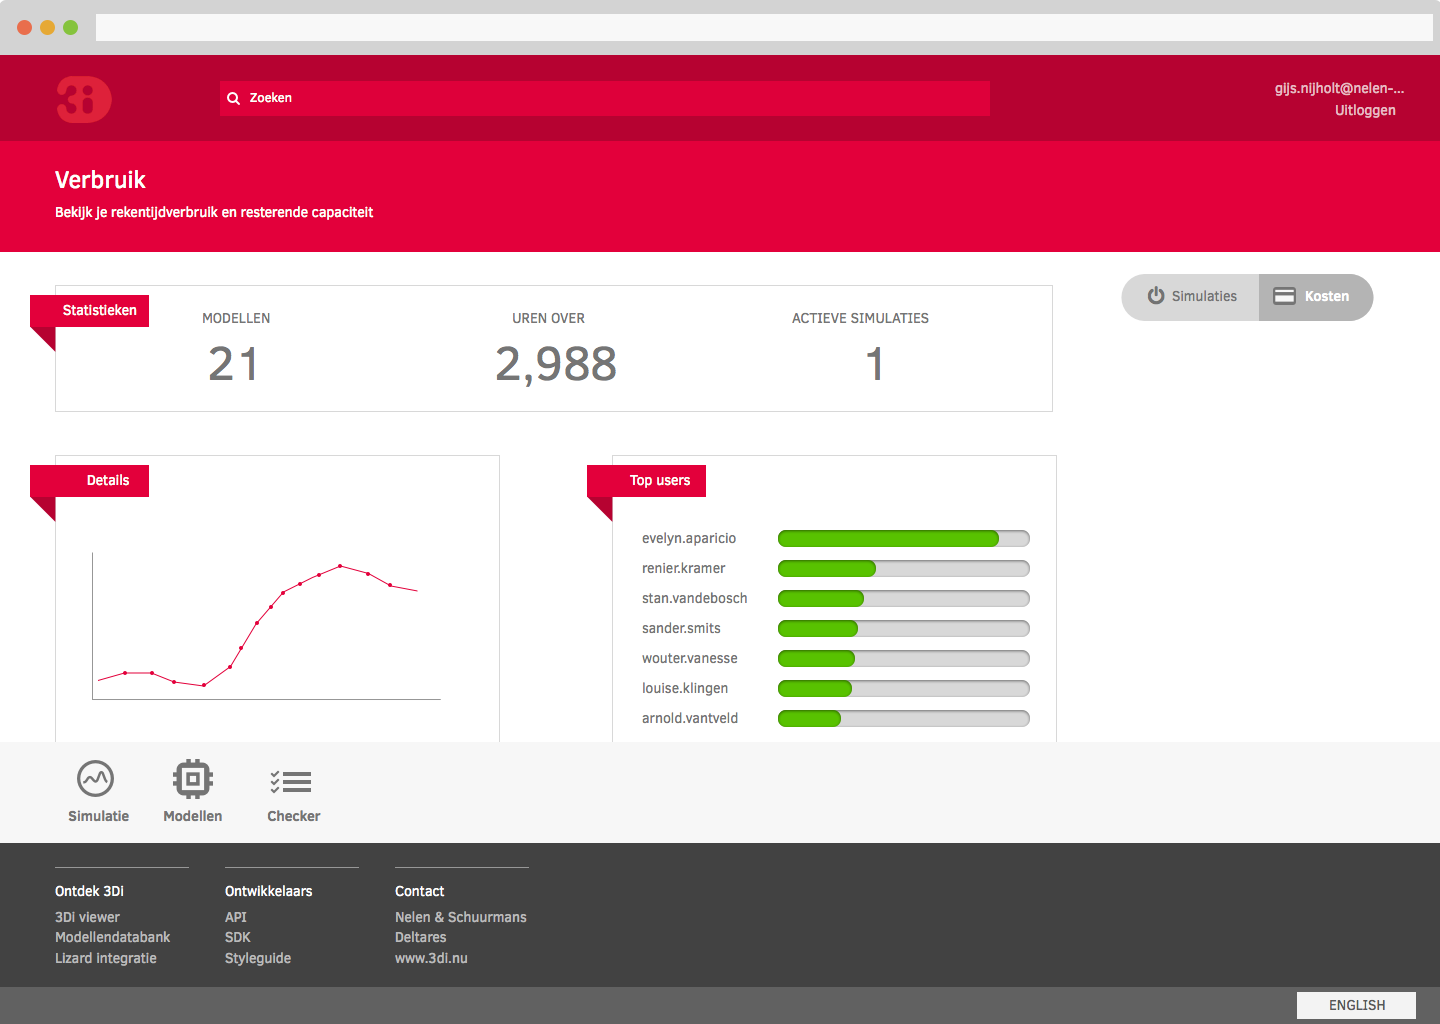 3i
Zoeken
gijs.nijholt@nelen-...
Uitloggen
Verbruik
Bekijk je rekentijdverbruik en resterende capaciteit
Simulaties
Kosten
Statistieken
MODELLEN
UREN OVER
ACTIEVE SIMULATIES
21
2,988
1
Details
Top users
evelyn.aparicio
renier.kramer
stan.vandebosch
sander.smits
wouter.vanesse
louise.klingen
arnold.vantveld
Simulatie
Modellen
Checker
Ontdek 3Di
3Di viewer
Modellendatabank
Lizard integratie
Ontwikkelaars
API
SDK
Styleguide
Contact
Nelen & Schuurmans
Deltares
www.3di.nu
ENGLISH